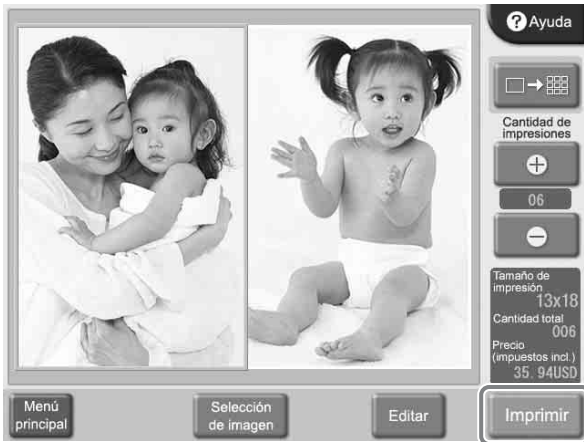 ? Ayuda
Cantidad de
impresiones
+
06
−
Tamaño de
impresión
13x18
Cantidad total
006
Precio
(impuestos incl.)
35.94USD
Menú
principal
Selección
de imagen
Editar
Imprimir